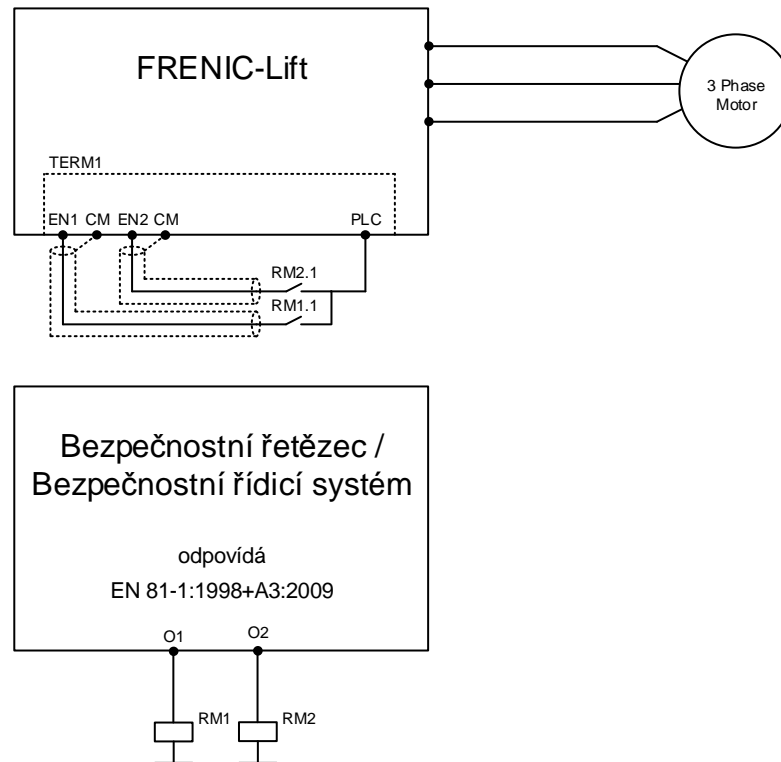 FRENIC-Lift
3 Phase
Motor
TERM1
EN1 CM EN2 CM PLC
RM2.1
RM1.1
Bezpečnostní řetězec /
Bezpečnostní řídicí systém
odpovídá
EN 81-1:1998+A3:2009
O1 O2
RM1 RM2